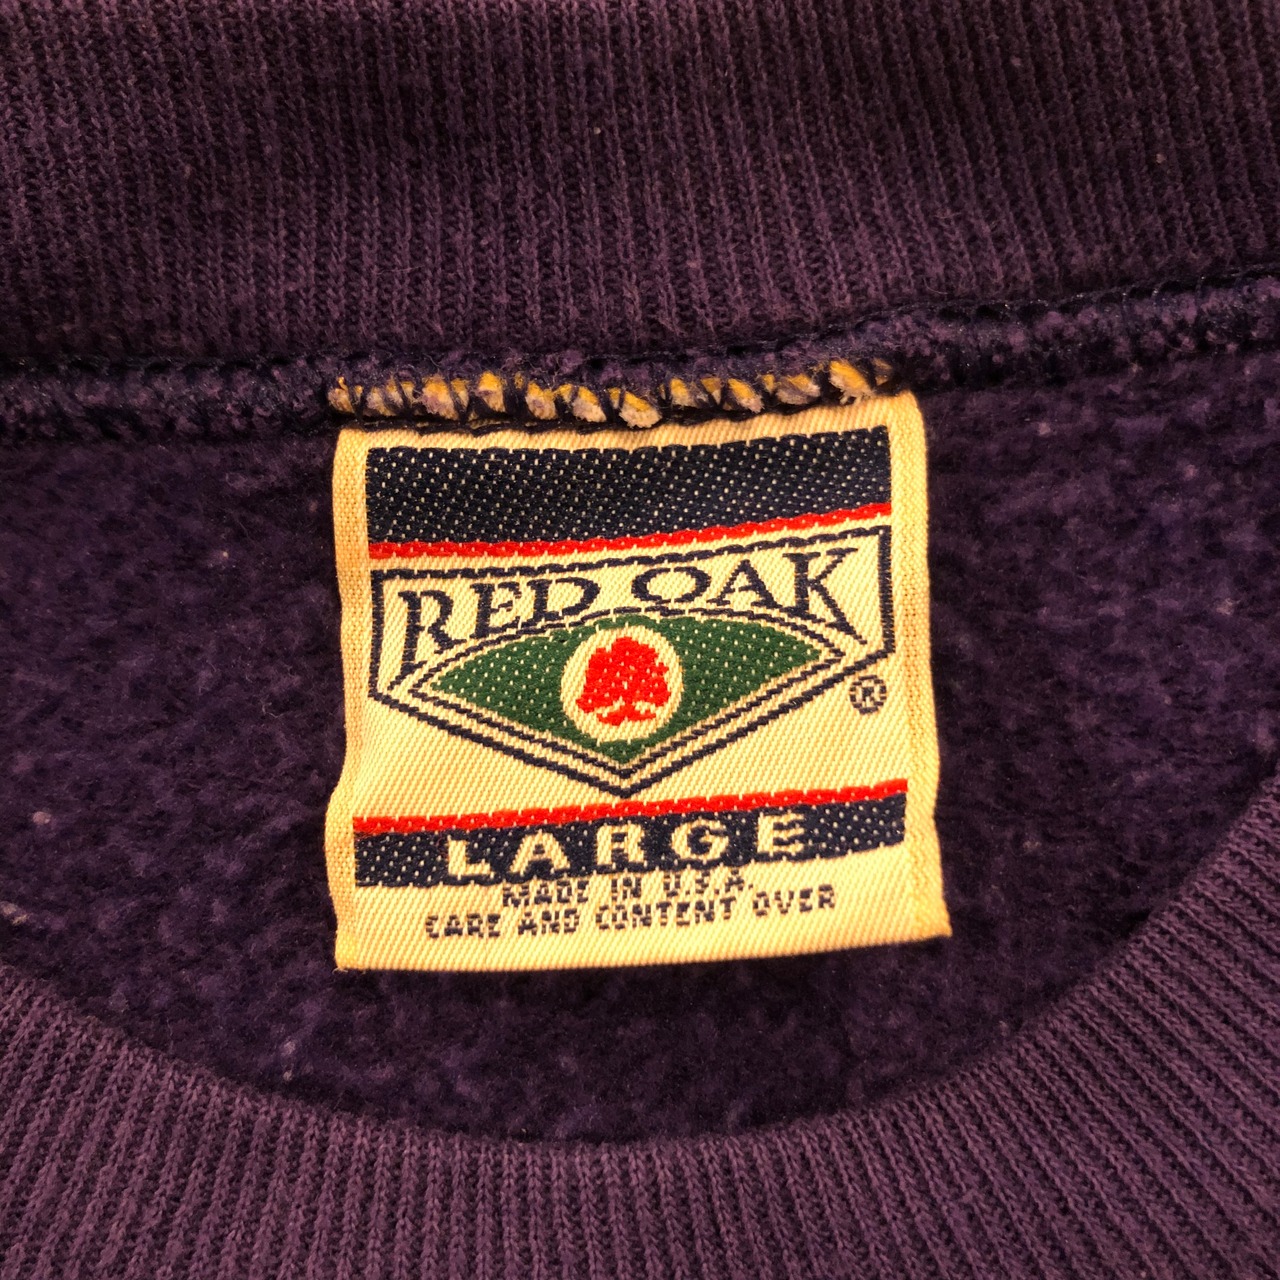 RED OAK
®
LARGE
MADE IN U.S.A.
CARE AND CONTENT OVER